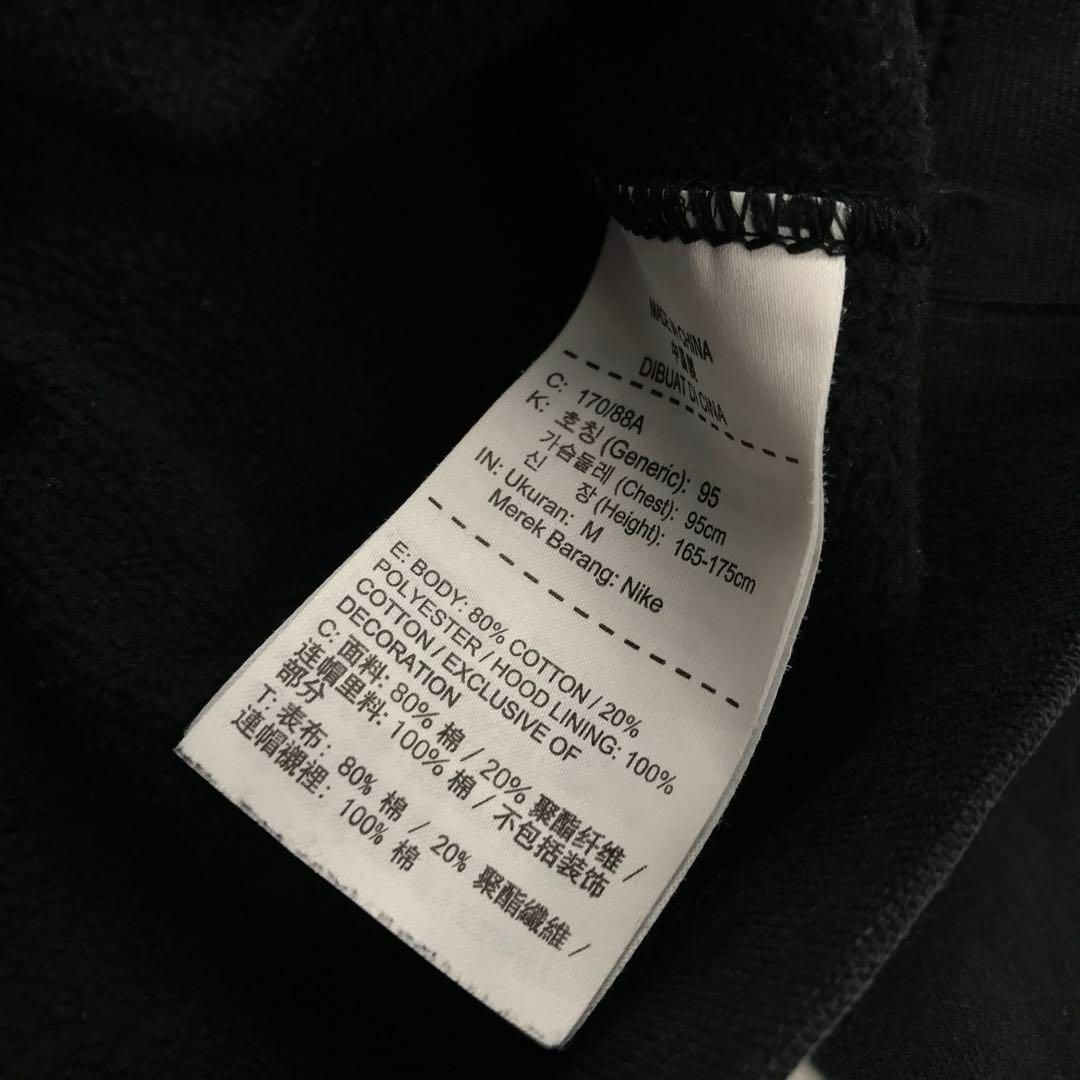 MADE IN CHINA
中國製
DIBUAT DI CINA
C: 170/88A
K: 호칭 (Generic): 95
가슴둘레 (Chest): 95cm
신 장 (Height): 165-175cm
IN: Ukuran: M
Merek Barang: Nike
E: BODY: 80% COTTON / 20%
POLYESTER / HOOD LINING: 100%
COTTON / EXCLUSIVE OF
DECORATION
C: 面料: 80% 棉 / 20% 聚酯纤维 /
连帽里料: 100% 棉 / 不包括装饰
部分
T: 表布: 80% 棉 / 20% 聚酯纖維 /
連帽襯裡: 100% 棉